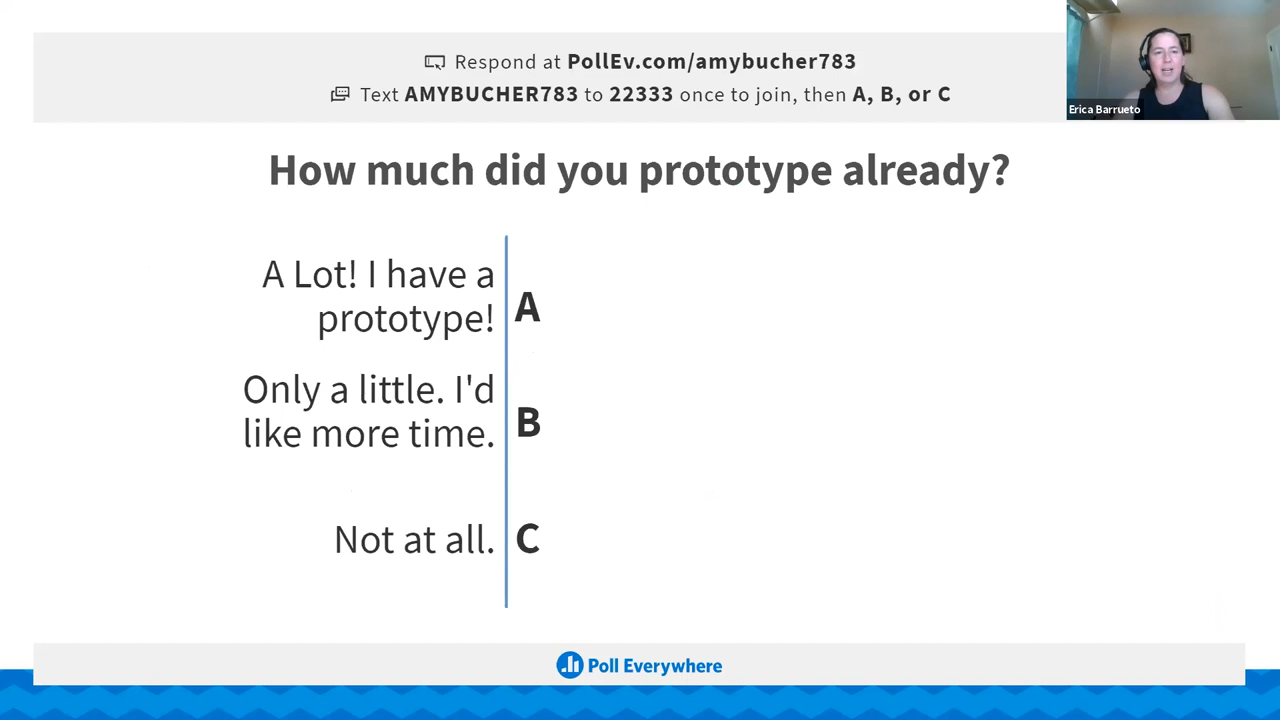 Respond at PollEv.com/amybucher783
Text AMYBUCHER783 to 22333 once to join, then A, B, or C
Erica Barrueto
How much did you prototype already?
A Lot! I have a
prototype!
A
Only a little. I'd
like more time.
B
Not at all.
C
Poll Everywhere